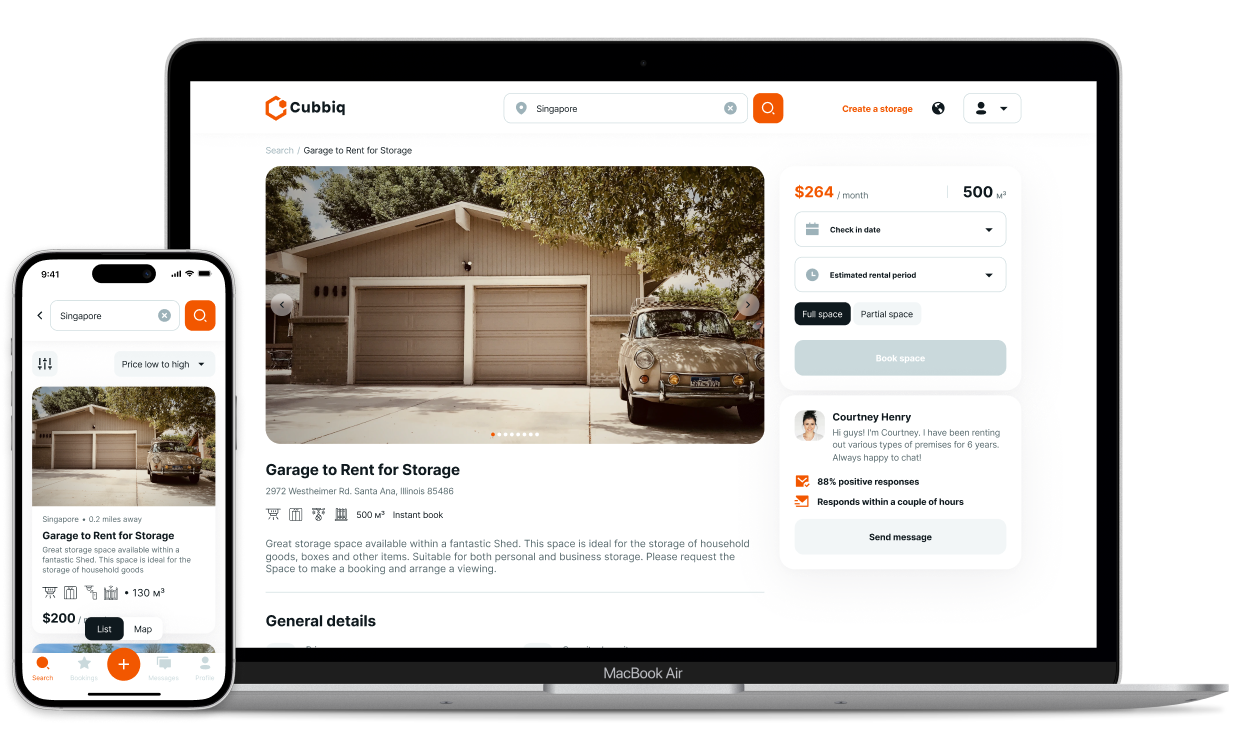 Cubbiq
Singapore
Create a storage
Search / Garage to Rent for Storage
$264 / month
500 м³
Check in date
Estimated rental period
Full space
Partial space
Book space
Courtney Henry
Hi guys! I'm Courtney. I have been renting
out various types of premises for 6 years.
Always happy to chat!
88% positive responses
Responds within a couple of hours
Send message
Garage to Rent for Storage
2972 Westheimer Rd. Santa Ana, Illinois 85486
500 м³ Instant book
Great storage space available within a fantastic Shed. This space is ideal for the storage of household
goods, boxes and other items. Suitable for both personal and business storage. Please request the
Space to make a booking and arrange a viewing.
General details
MacBook Air
9:41
Singapore
Price low to high
Singapore • 0.2 miles away
Garage to Rent for Storage
Great storage space available within a
fantastic Shed. This space is ideal for the
storage of household goods
• 130 м³
$200 /
List
Map
Search
Bookings
Messages
Profile